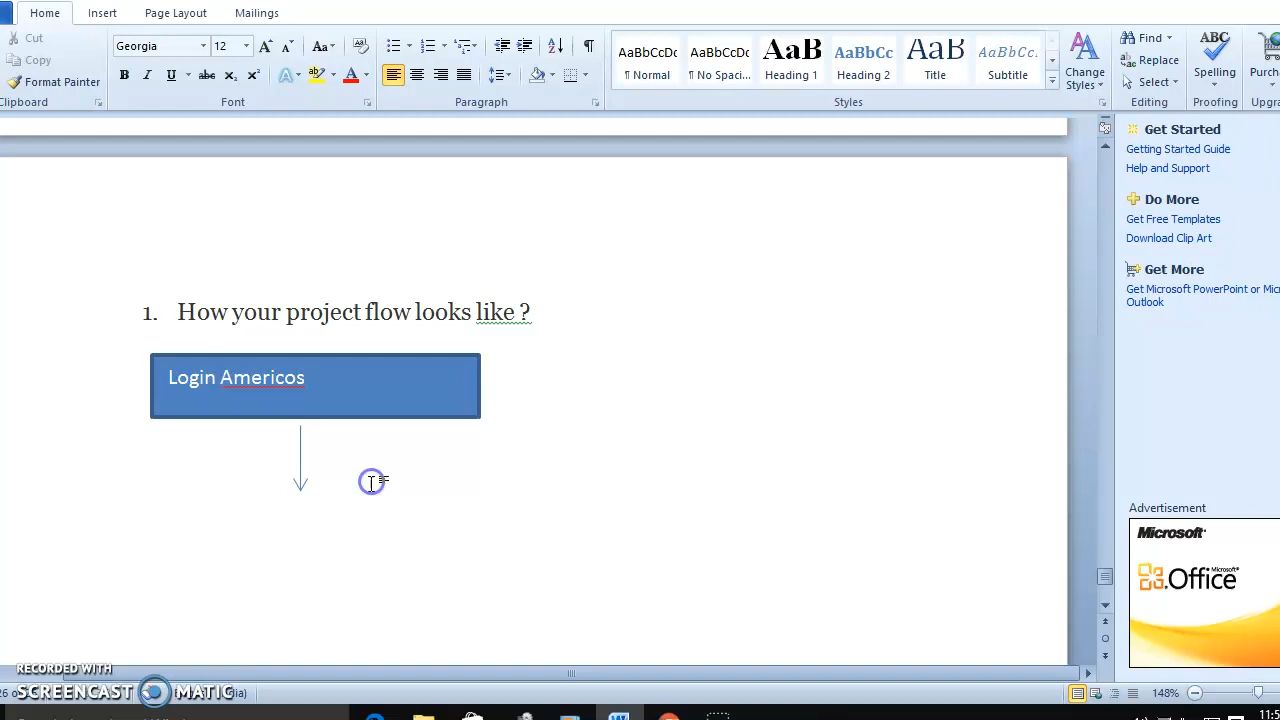 Home Insert Page Layout Mailings
Cut
Copy
Format Painter
Clipboard
Georgia 12
Font
Paragraph
AaBbCcDc AaBbCcDc AaB AaBbCc AaB AaBbCc.
¶ Normal ¶ No Spaci... Heading 1 Heading 2 Title Subtitle
Styles
Change
Styles
Find
Replace
Select
Editing
ABC
Spelling
Proofing
Get Started
Getting Started Guide
Help and Support
Do More
Get Free Templates
Download Clip Art
Get More
Get Microsoft PowerPoint or
Outlook
1. How your project flow looks like ?
Login Americos
Advertisement
Microsoft
Office
RECORDED WITH
SCREENCAST MATIC
148%